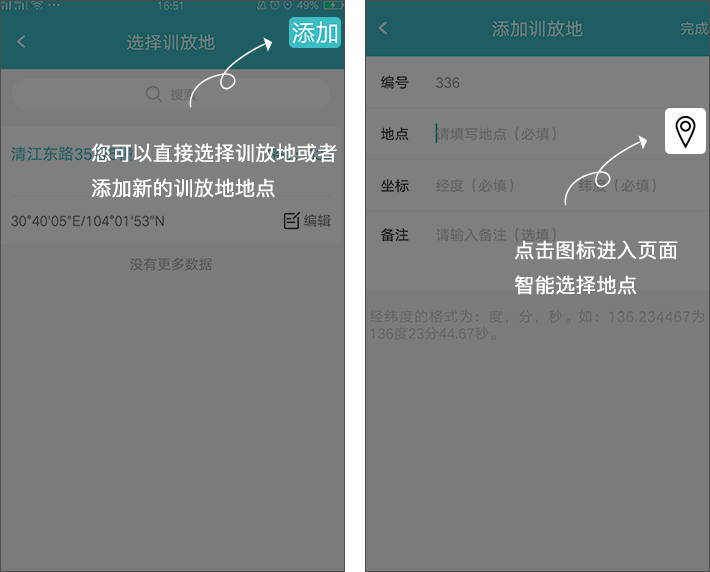 16:51
49%
选择训放地
添加
搜索
清江东路35
您可以直接选择训放地或者
添加新的训放地地点
30°40'05"E/104°01'53"N
编辑
没有更多数据
添加训放地
完成
编号
336
地点
请填写地点（必填）
坐标
经度（必填）
纬度（必填）
备注
请输入备注（选填）
点击图标进入页面
智能选择地点
经纬度的格式为：度，分，秒。如：136.234467为
136度23分44.67秒。